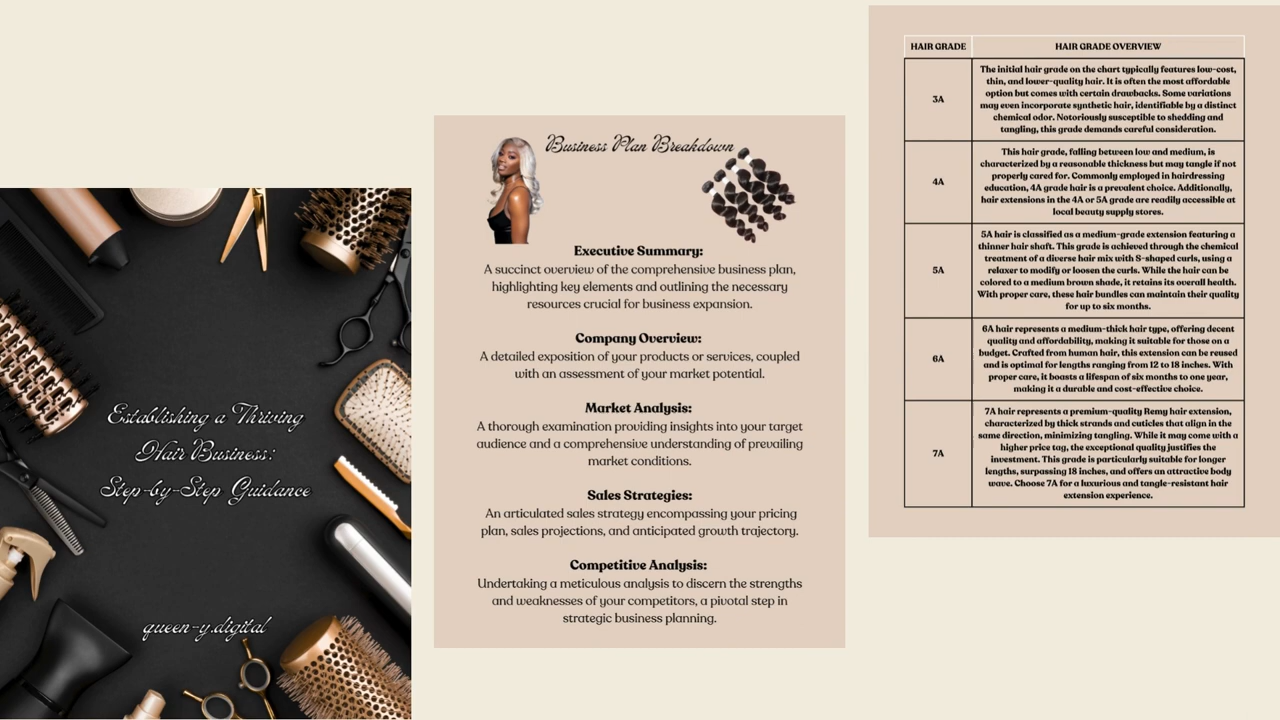 Establishing a Thriving
Hair Business:
Step-by-Step Guidance
queen-y.digital
Business Plan Breakdown
Executive Summary:
A succinct overview of the comprehensive business plan,
highlighting key elements and outlining the necessary
resources crucial for business expansion.
Company Overview:
A detailed exposition of your products or services, coupled
with an assessment of your market potential.
Market Analysis:
A thorough examination providing insights into your target
audience and a comprehensive understanding of prevailing
market conditions.
Sales Strategies:
An articulated sales strategy encompassing your pricing
plan, sales projections, and anticipated growth trajectory.
Competitive Analysis:
Undertaking a meticulous analysis to discern the strengths
and weaknesses of your competitors, a pivotal step in
strategic business planning.
HAIR GRADE
HAIR GRADE OVERVIEW
3A
The initial hair grade on the chart typically features low-cost,
thin, and lower-quality hair. It is often the most affordable
option but comes with certain drawbacks. Some variations
may even incorporate synthetic hair, identifiable by a distinct
chemical odor. Notoriously susceptible to shedding and
tangling, this grade demands careful consideration.
4A
This hair grade, falling between low and medium, is
characterized by a reasonable thickness but may tangle if not
properly cared for. Commonly employed in hairdressing
education, 4A grade hair is a prevalent choice. Additionally,
hair extensions in the 4A or 5A grade are readily accessible at
local beauty supply stores.
5A
5A hair is classified as a medium-grade extension featuring a
thinner hair shaft. This grade is achieved through the chemical
treatment of a diverse hair mix with S-shaped curls, using a
relaxer to modify or loosen the curls. While the hair can be
colored to a medium brown shade, it retains its overall health.
With proper care, these hair bundles can maintain their quality
for up to six months.
6A
6A hair represents a medium-thick hair type, offering decent
quality and affordability, making it suitable for those on a
budget. Crafted from human hair, this extension can be reused
and is optimal for lengths ranging from 12 to 18 inches. With
proper care, it boasts a lifespan of six months to one year,
making it a durable and cost-effective choice.
7A
7A hair represents a premium-quality Remy hair extension,
characterized by thick strands and cuticles that align in the
same direction, minimizing tangling. While it may come with a
higher price tag, the exceptional quality justifies the
investment. This grade is particularly suitable for longer
lengths, surpassing 18 inches, and offers an attractive body
wave. Choose 7A for a luxurious and tangle-resistant hair
extension experience.